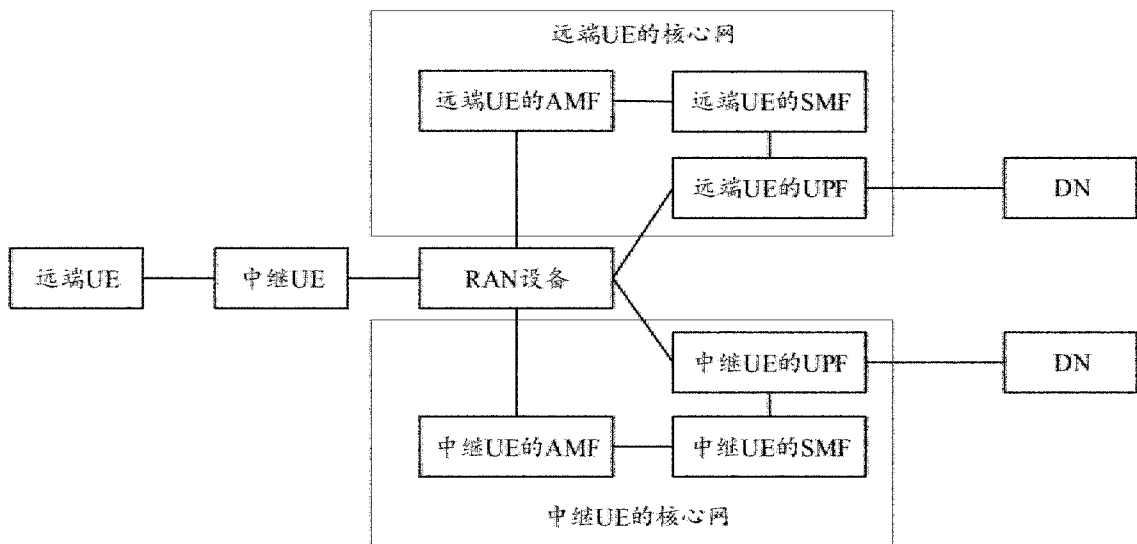 远端UE的核心网
远端UE的AMF
远端UE的SMF
远端UE的UPF
DN
远端UE
中继UE
RAN设备
中继UE的UPF
DN
中继UE的AMF
中继UE的SMF
中继UE的核心网